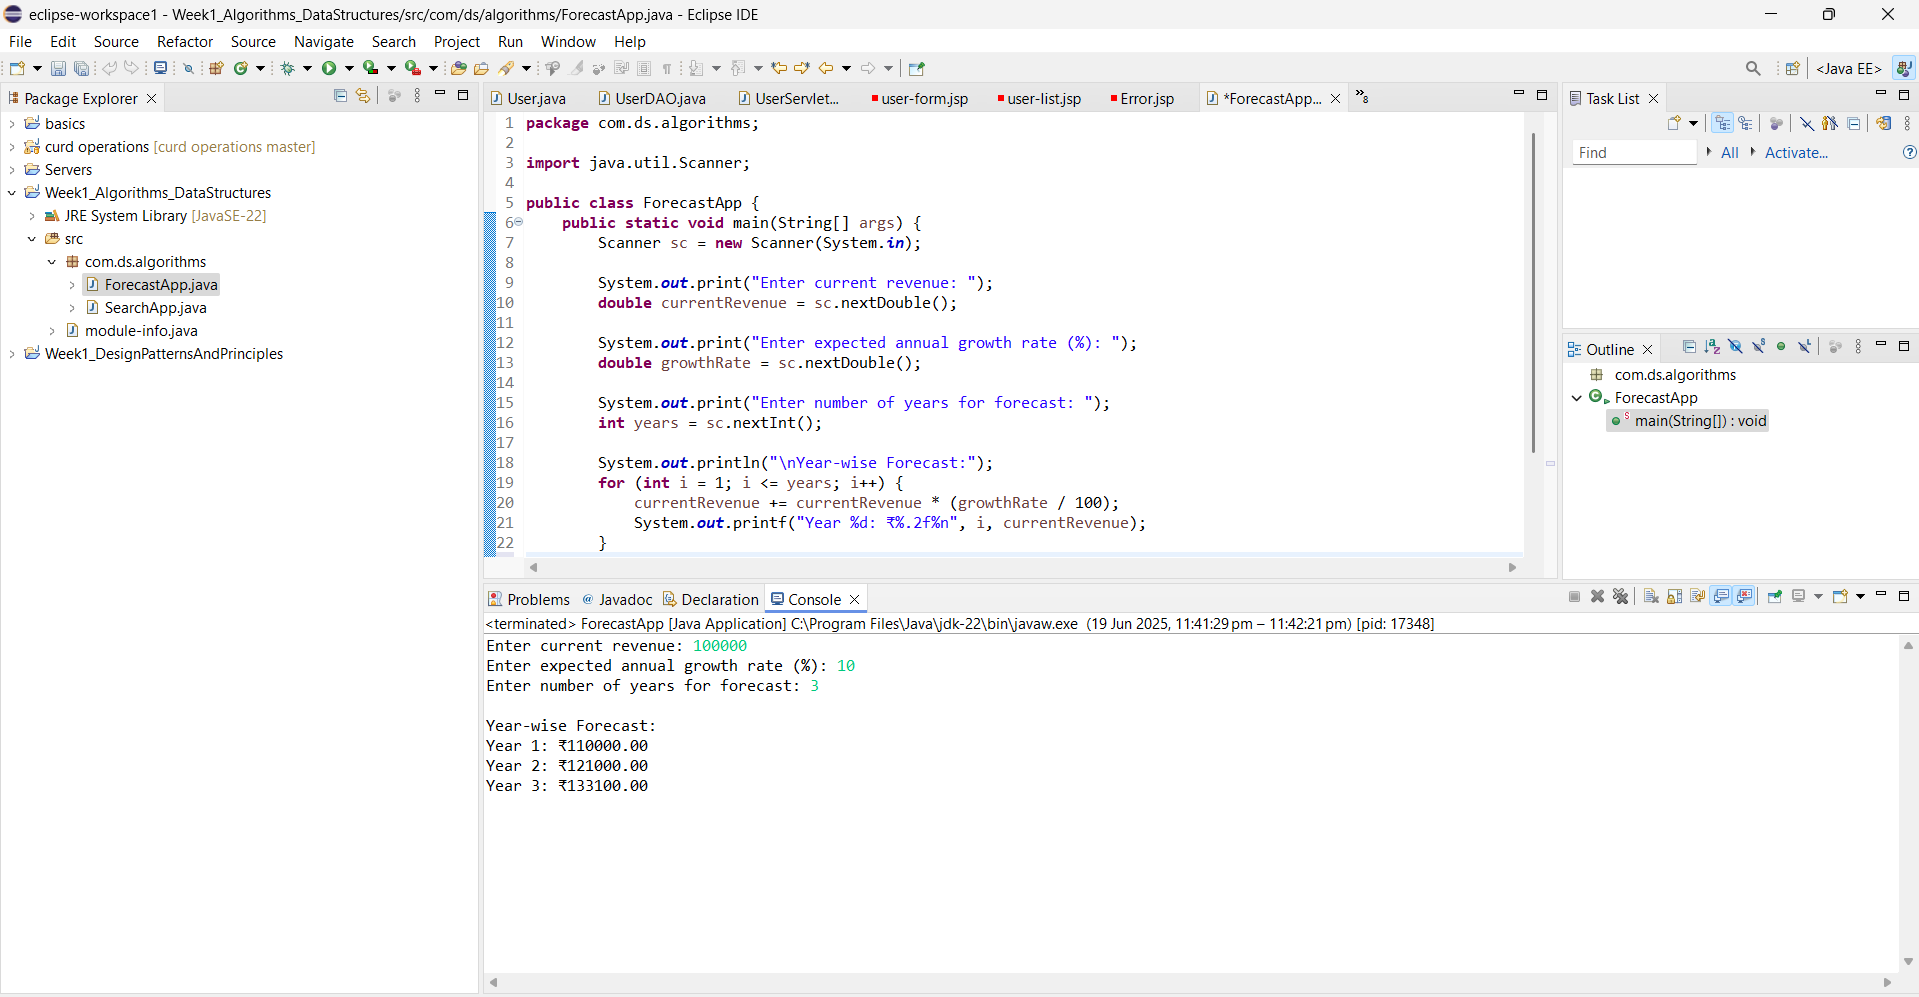 eclipse-workspace1 - Week1_Algorithms_DataStructures/src/com/ds/algorithms/ForecastApp.java - Eclipse IDE
File Edit Source Refactor Source Navigate Search Project Run Window Help
<Java EE>
Package Explorer
basics
curd operations [curd operations master]
Servers
Week1_Algorithms_DataStructures
JRE System Library [JavaSE-22]
src
com.ds.algorithms
ForecastApp.java
SearchApp.java
module-info.java
Week1_DesignPatternsAndPrinciples
User.java UserDAO.java UserServlet... user-form.jsp user-list.jsp Error.jsp *ForecastApp... »8
1 package com.ds.algorithms;
2
3 import java.util.Scanner;
4
5 public class ForecastApp {
6 public static void main(String[] args) {
7 Scanner sc = new Scanner(System.in);
8
9 System.out.print("Enter current revenue: ");
10 double currentRevenue = sc.nextDouble();
11
12 System.out.print("Enter expected annual growth rate (%): ");
13 double growthRate = sc.nextDouble();
14
15 System.out.print("Enter number of years for forecast: ");
16 int years = sc.nextInt();
17
18 System.out.println("\nYear-wise Forecast:");
19 for (int i = 1; i <= years; i++) {
20 currentRevenue += currentRevenue * (growthRate / 100);
21 System.out.printf("Year %d: ₹%.2f%n", i, currentRevenue);
22 }
Problems Javadoc Declaration Console
<terminated> ForecastApp [Java Application] C:\Program Files\Java\jdk-22\bin\javaw.exe (19 Jun 2025, 11:41:29 pm – 11:42:21 pm) [pid: 17348]
Enter current revenue: 100000
Enter expected annual growth rate (%): 10
Enter number of years for forecast: 3
Year-wise Forecast:
Year 1: ₹110000.00
Year 2: ₹121000.00
Year 3: ₹133100.00
Task List
Find All Activate...
Outline
com.ds.algorithms
ForecastApp
main(String[]) : void